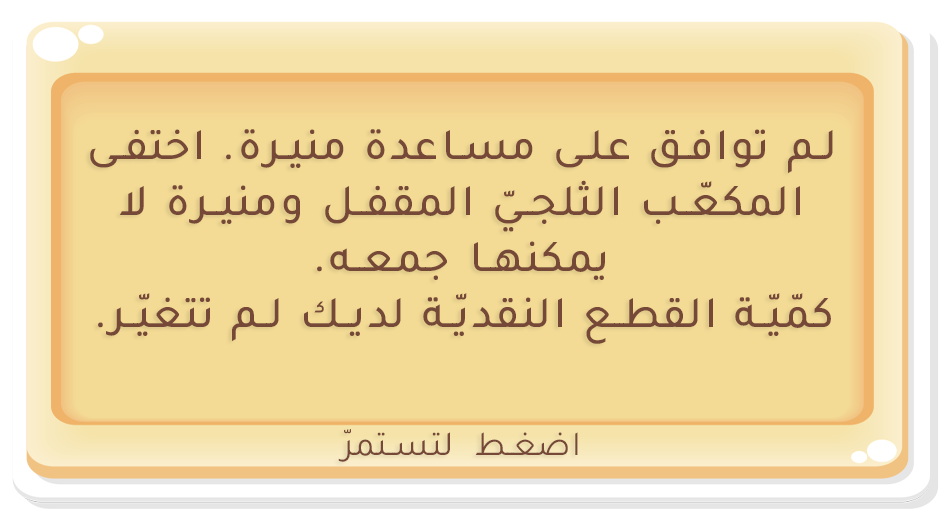 لم توافق على مساعدة منيرة. اختفى
المكعّب الثلجيّ المقفل ومنيرة لا
يمكنها جمعه.
كمّيّة القطع النقديّة لديك لم تتغيّر.
اضغط لتستمرّ